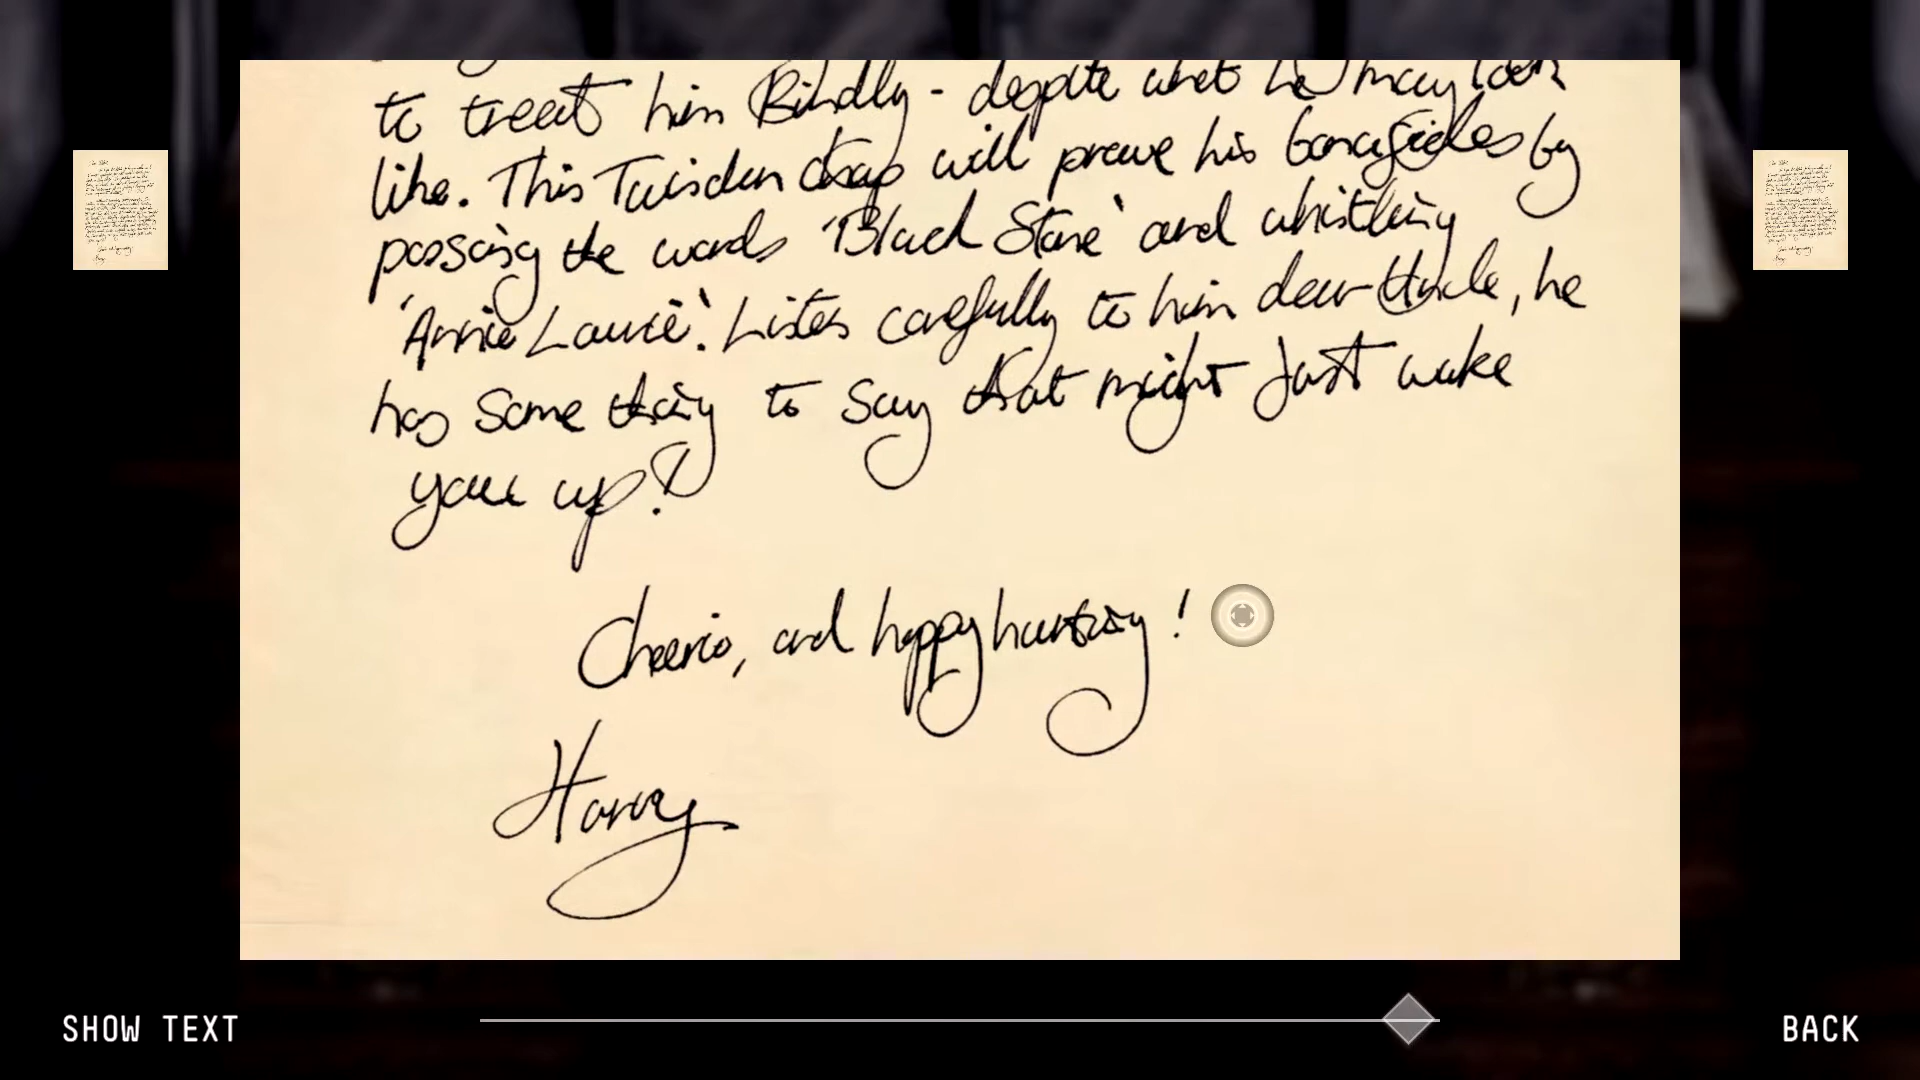 to treat him kindly - despite what he may look
like. This Twisden chap will prove his bonafides by
passing the words 'Black Stone' and whistling
'Annie Laurie'. Listen carefully to him dear Uncle, he
has something to say that might just wake
you up!
Cheerio, and happy hunting!
Harry
SHOW TEXT
BACK